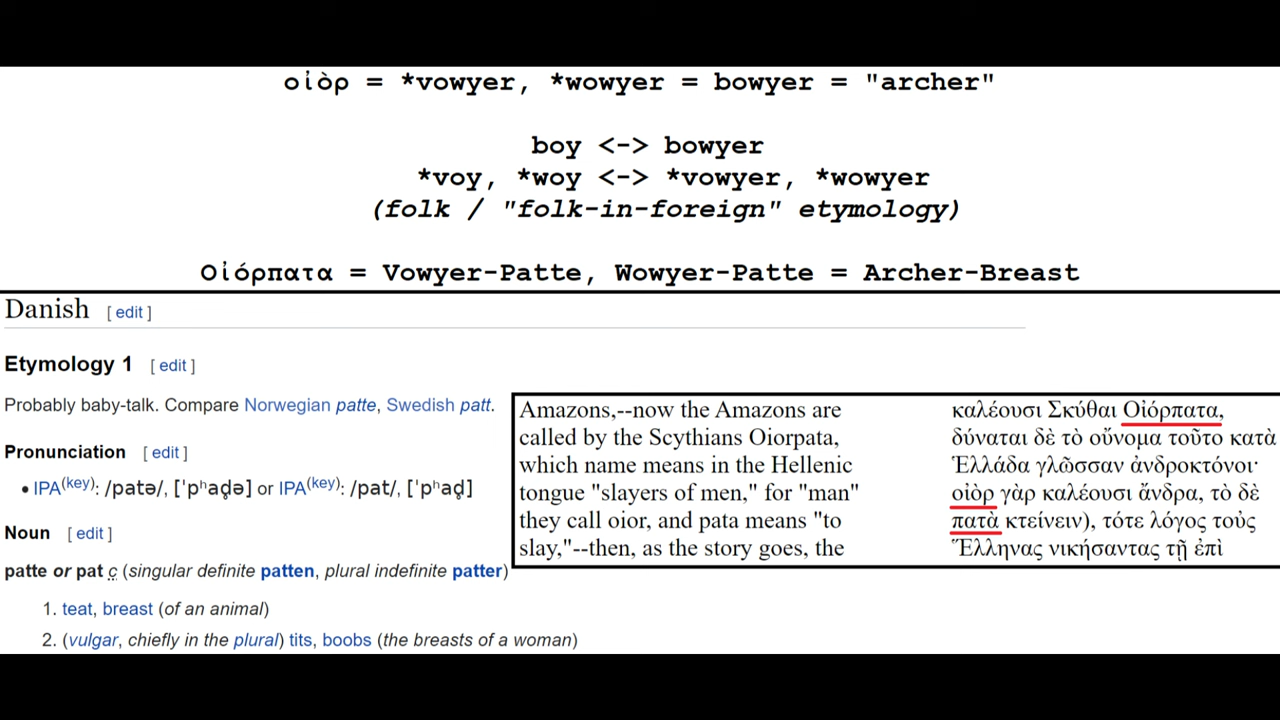 οἰὸρ = *vowyer, *wowyer = bowyer = "archer"
boy <-> bowyer
*voy, *woy <-> *vowyer, *wowyer
(folk / "folk-in-foreign" etymology)
Οἰόρπατα = Vowyer-Patte, Wowyer-Patte = Archer-Breast
Danish [ edit ]
Etymology 1 [ edit ]
Probably baby-talk. Compare Norwegian patte, Swedish patt.
Pronunciation [ edit ]
• IPA(key): /patə/, [ˈpʰad̥ə] or IPA(key): /pat/, [ˈpʰad̥]
Noun [ edit ]
patte or pat c (singular definite patten, plural indefinite patter)
1. teat, breast (of an animal)
2. (vulgar, chiefly in the plural) tits, boobs (the breasts of a woman)
Amazons,--now the Amazons are
called by the Scythians Oiorpata,
which name means in the Hellenic
tongue "slayers of men," for "man"
they call oior, and pata means "to
slay,"--then, as the story goes, the
καλέουσι Σκύθαι Οἰόρπατα,
δύναται δὲ τὸ οὔνομα τοῦτο κατὰ
Ἑλλάδα γλῶσσαν ἀνδροκτόνοι·
οἰὸρ γὰρ καλέουσι ἄνδρα, τὸ δὲ
πατὰ κτείνειν), τότε λόγος τοὺς
Ἕλληνας νικήσαντας τῇ ἐπὶ